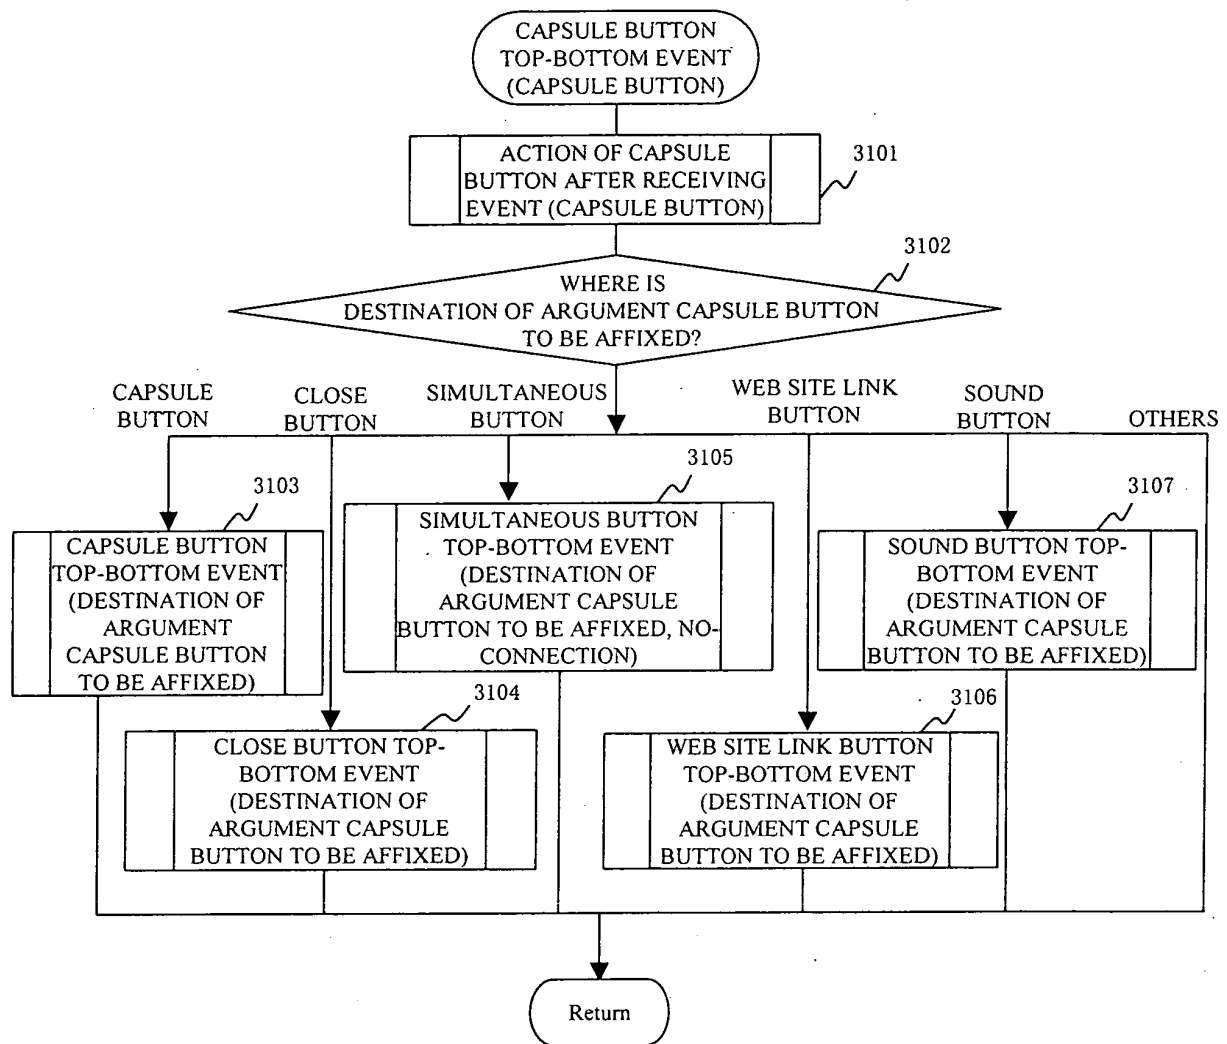 CAPSULE BUTTON
TOP-BOTTOM EVENT
(CAPSULE BUTTON)
ACTION OF CAPSULE
BUTTON AFTER RECEIVING
EVENT (CAPSULE BUTTON)
3101
3102
WHERE IS
DESTINATION OF ARGUMENT CAPSULE BUTTON
TO BE AFFIXED?
CAPSULE
BUTTON
CLOSE
BUTTON
SIMULTANEOUS
BUTTON
WEB SITE LINK
BUTTON
SOUND
BUTTON
OTHERS
3103
CAPSULE BUTTON
TOP-BOTTOM EVENT
(DESTINATION OF
ARGUMENT
CAPSULE BUTTON
TO BE AFFIXED)
3105
SIMULTANEOUS BUTTON
TOP-BOTTOM EVENT
(DESTINATION OF
ARGUMENT CAPSULE
BUTTON TO BE AFFIXED, NO-
CONNECTION)
3107
SOUND BUTTON TOP-
BOTTOM EVENT
(DESTINATION OF
ARGUMENT CAPSULE
BUTTON TO BE AFFIXED)
3104
CLOSE BUTTON TOP-
BOTTOM EVENT
(DESTINATION OF
ARGUMENT CAPSULE
BUTTON TO BE AFFIXED)
3106
WEB SITE LINK BUTTON
TOP-BOTTOM EVENT
(DESTINATION OF
ARGUMENT CAPSULE
BUTTON TO BE AFFIXED)
Return